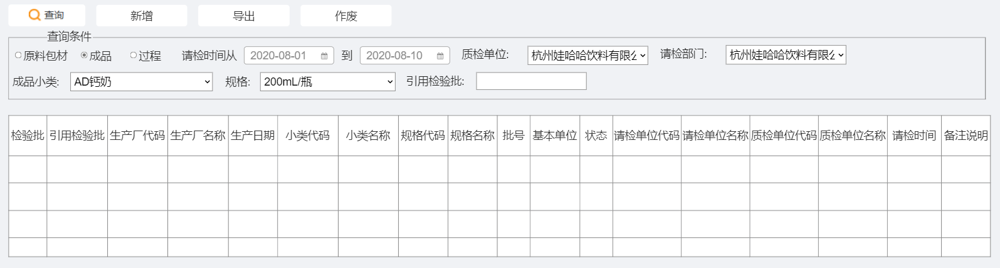 查询 新增 导出 作废
查询条件
原料包材 成品 过程 请检时间从 2020-08-01 到 2020-08-10 质检单位: 杭州娃哈哈饮料有限公 请检部门: 杭州娃哈哈饮料有限公
成品小类: AD钙奶 规格: 200mL/瓶 引用检验批:
检验批 引用检验批 生产厂代码 生产厂名称 生产日期 小类代码 小类名称 规格代码 规格名称 批号 基本单位 状态 请检单位代码 请检单位名称 质检单位代码 质检单位名称 请检时间 备注说明